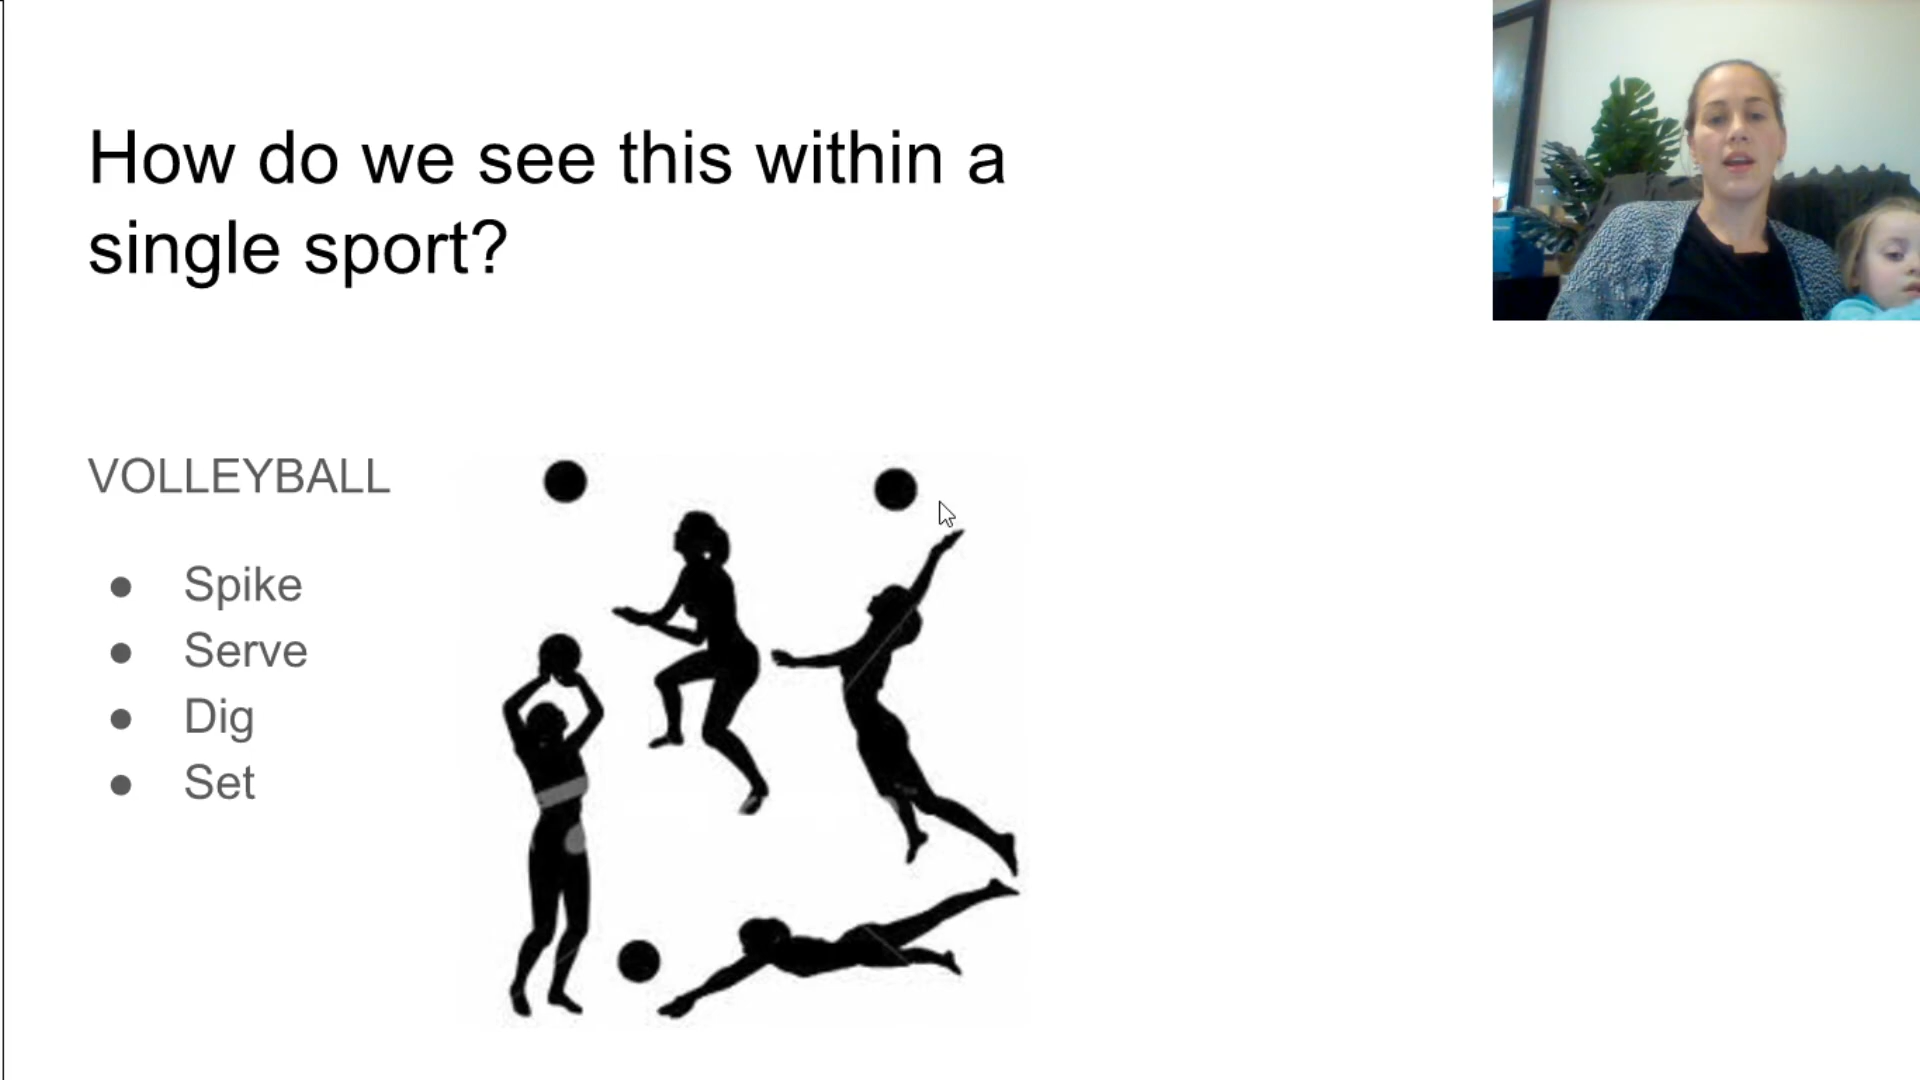 How do we see this within a
single sport?
VOLLEYBALL
● Spike
● Serve
● Dig
● Set